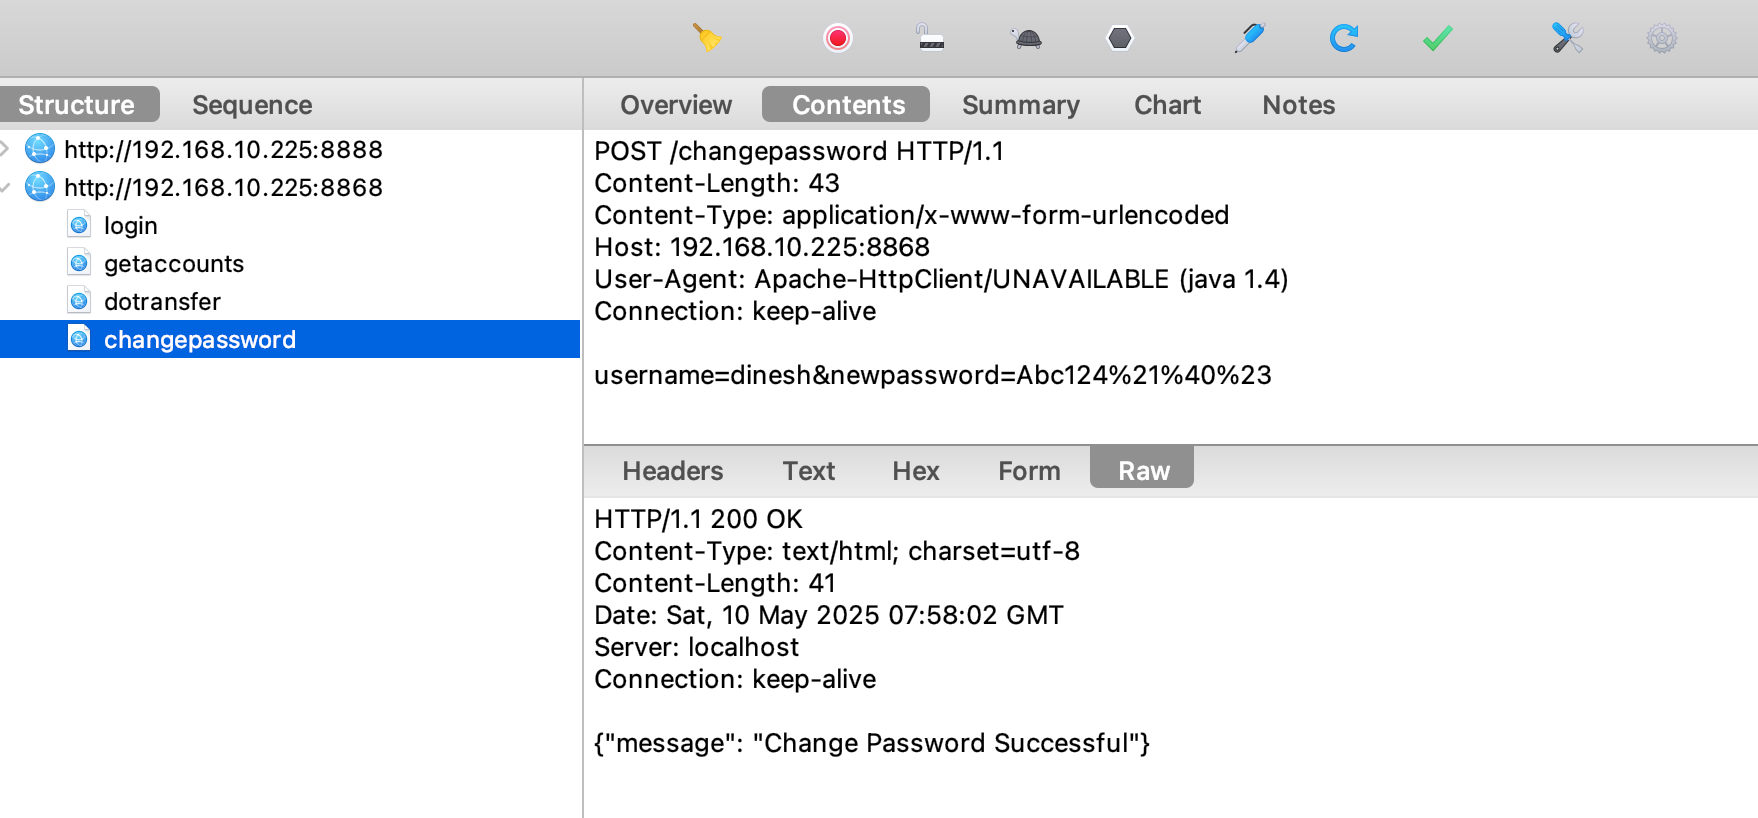 Structure
Sequence
http://192.168.10.225:8888
http://192.168.10.225:8868
login
getaccounts
dotransfer
changepassword
Overview
Contents
Summary
Chart
Notes
POST /changepassword HTTP/1.1
Content-Length: 43
Content-Type: application/x-www-form-urlencoded
Host: 192.168.10.225:8868
User-Agent: Apache-HttpClient/UNAVAILABLE (java 1.4)
Connection: keep-alive
username=dinesh&newpassword=Abc124%21%40%23
Headers
Text
Hex
Form
Raw
HTTP/1.1 200 OK
Content-Type: text/html; charset=utf-8
Content-Length: 41
Date: Sat, 10 May 2025 07:58:02 GMT
Server: localhost
Connection: keep-alive
{"message": "Change Password Successful"}